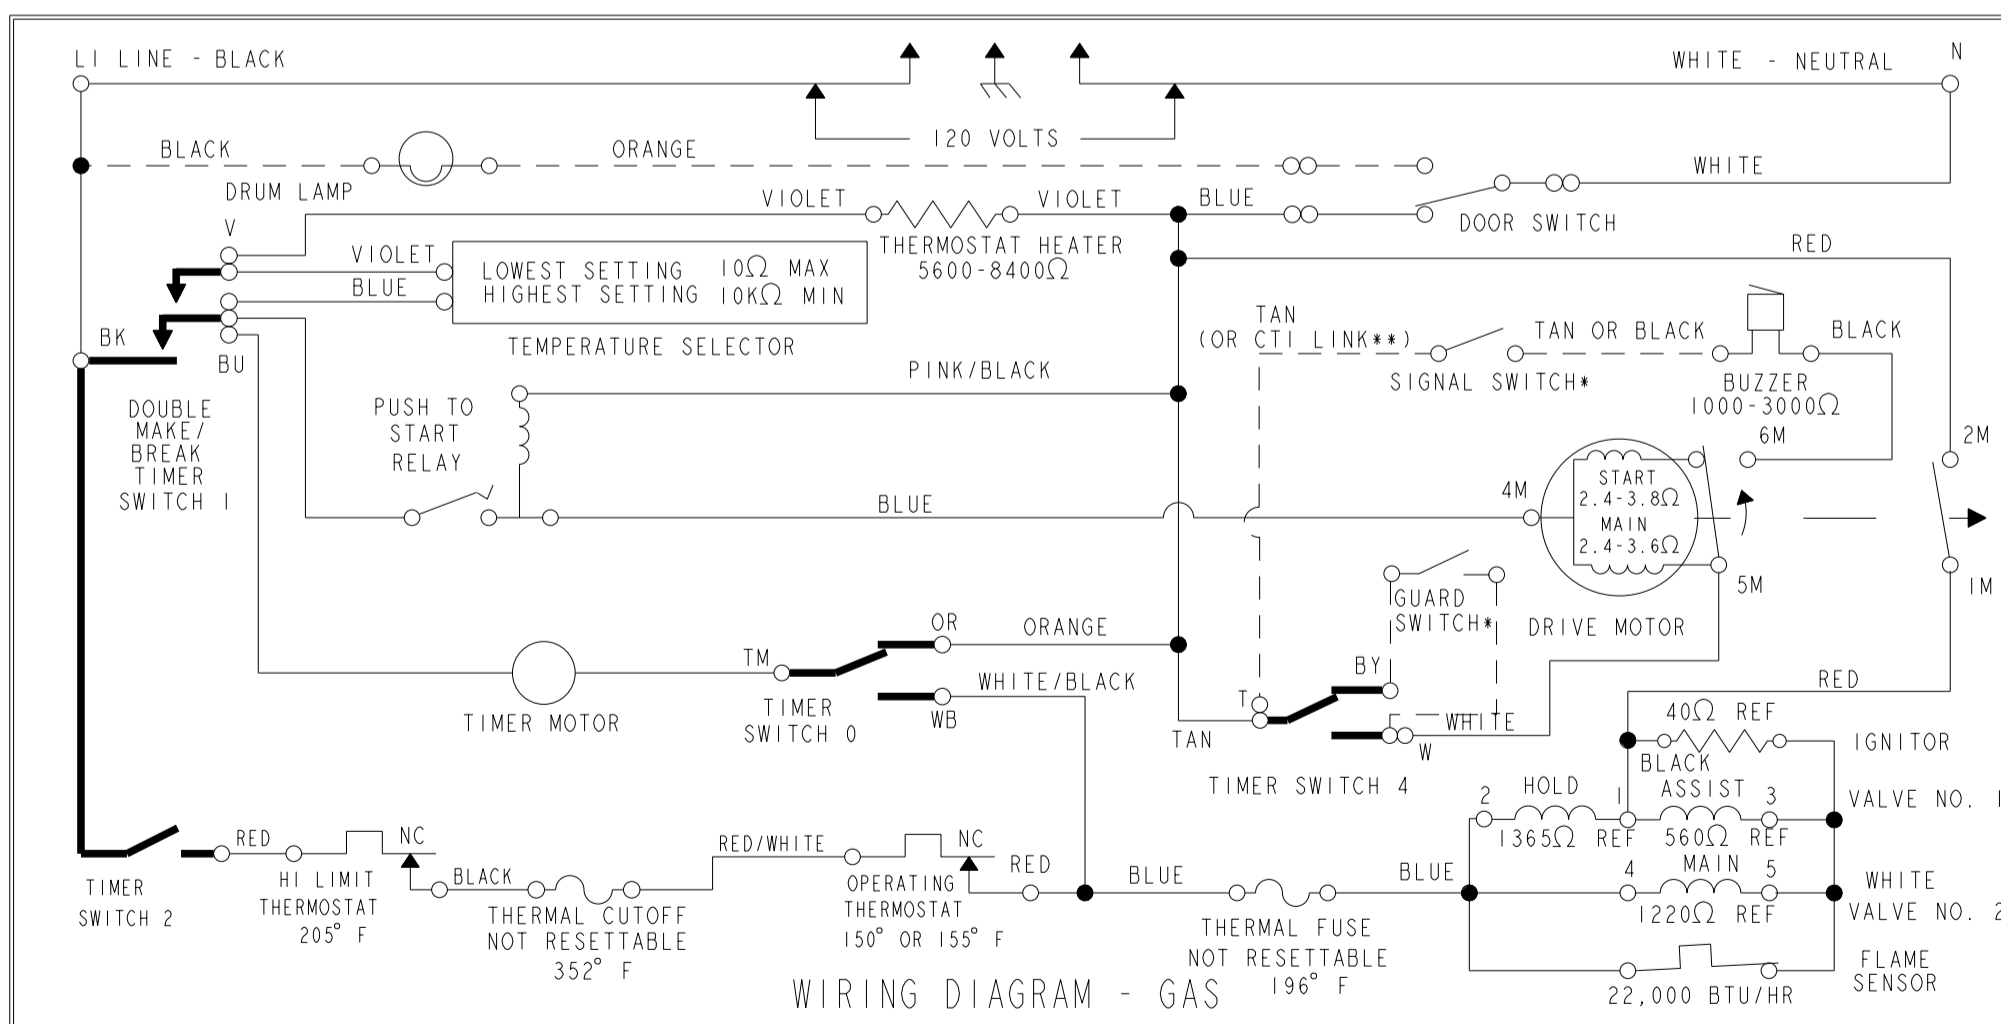 LI LINE - BLACK
WHITE - NEUTRAL
N
120 VOLTS
BLACK
ORANGE
WHITE
DRUM LAMP
VIOLET
VIOLET
BLUE
DOOR SWITCH
V
THERMOSTAT HEATER
5600-8400Ω
RED
VIOLET
BLUE
LOWEST SETTING 10Ω MAX
HIGHEST SETTING 10KΩ MIN
TEMPERATURE SELECTOR
BK
BU
TAN
(OR CTI LINK**)
TAN OR BLACK
BLACK
SIGNAL SWITCH*
BUZZER
1000-3000Ω
PINK/BLACK
DOUBLE
MAKE/
BREAK
TIMER
SWITCH 1
PUSH TO
START
RELAY
6M
2M
4M
START
2.4-3.8Ω
MAIN
2.4-3.6Ω
BLUE
5M
1M
GUARD
SWITCH*
DRIVE MOTOR
OR
ORANGE
TM
TIMER MOTOR
TIMER
SWITCH 0
WHITE/BLACK
WB
BY
T
TAN
WHITE
W
TIMER SWITCH 4
RED
40Ω REF
IGNITOR
BLACK
2
HOLD
1
ASSIST
3
VALVE NO. 1
1365Ω REF
560Ω REF
4
MAIN
5
WHITE
1220Ω REF
VALVE NO. 2
FLAME
SENSOR
22,000 BTU/HR
TIMER
SWITCH 2
RED
NC
HI LIMIT
THERMOSTAT
205° F
BLACK
THERMAL CUTOFF
NOT RESETTABLE
352° F
RED/WHITE
NC
OPERATING
THERMOSTAT
150° OR 155° F
RED
BLUE
THERMAL FUSE
NOT RESETTABLE
196° F
BLUE
WIRING DIAGRAM - GAS